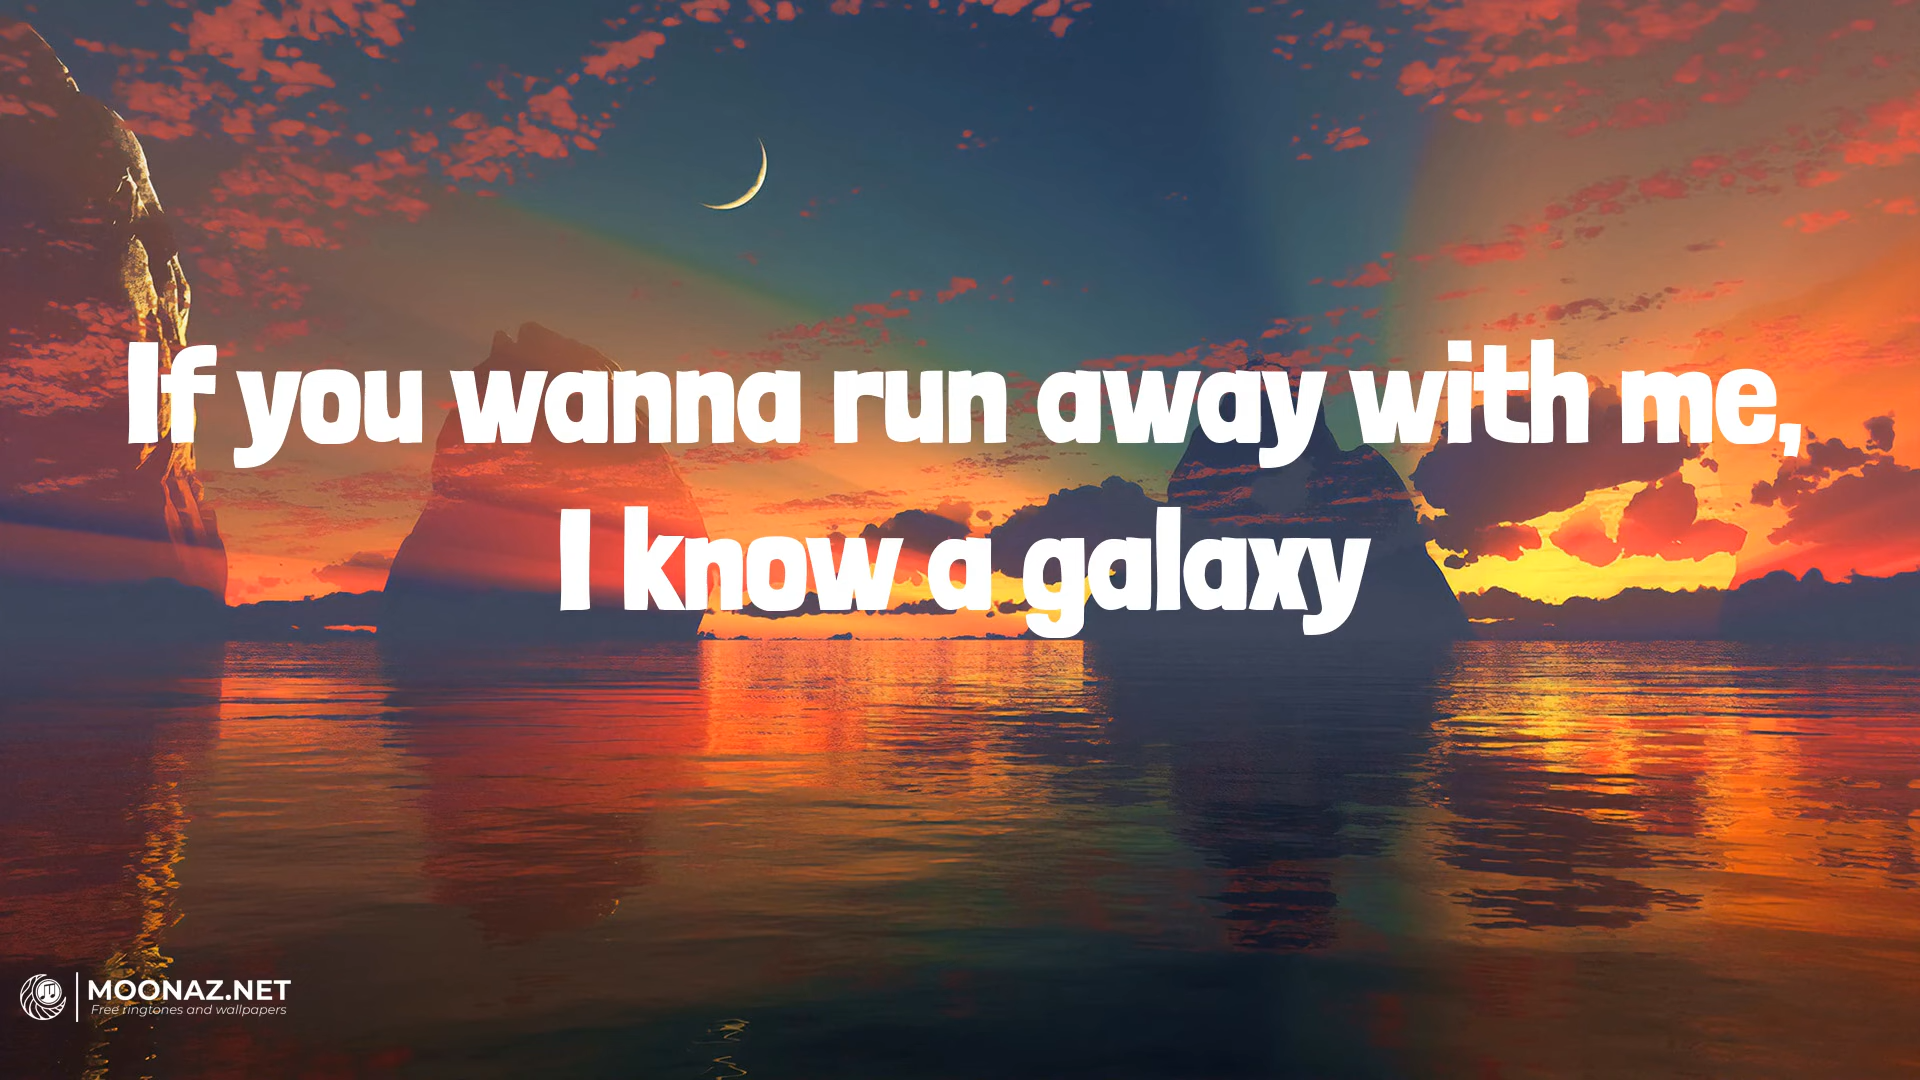 If you wanna run away with me,
I know a galaxy
MOONAZ.NET
Free ringtones and wallpapers